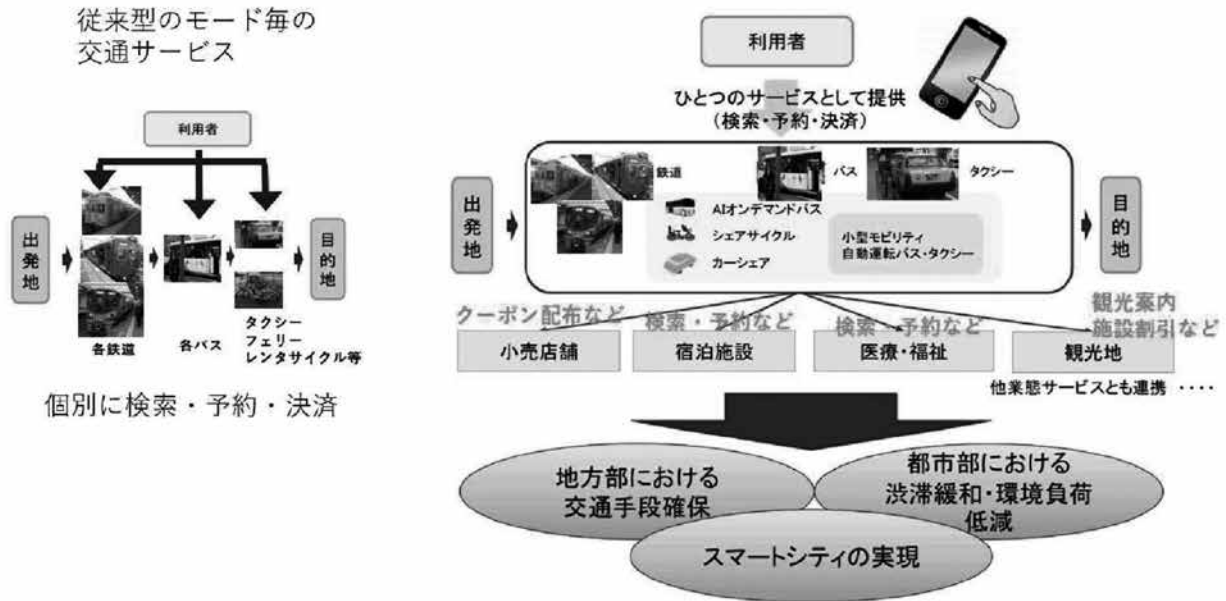 従来型のモード毎の
交通サービス
利用者
出発地
目的地
各鉄道
各バス
タクシー
フェリー
レンタサイクル等
個別に検索・予約・決済
利用者
ひとつのサービスとして提供
(検索・予約・決済)
出発地
鉄道
バス
タクシー
AIオンデマンドバス
シェアサイクル
カーシェア
小型モビリティ
自動運転バス・タクシー
目的地
クーポン配布など
検索・予約など
検索・予約など
観光案内
施設割引など
小売店舗
宿泊施設
医療・福祉
観光地
他業態サービスとも連携 ‥‥
地方部における
交通手段確保
都市部における
渋滞緩和・環境負荷
低減
スマートシティの実現